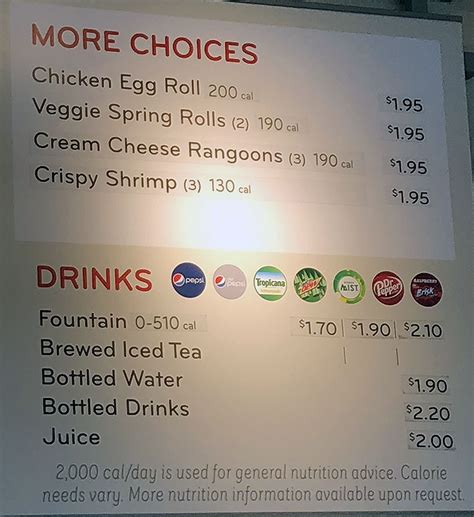 MORE CHOICES
Chicken Egg Roll 200 cal $1.95
Veggie Spring Rolls (2) 190 cal $1.95
Cream Cheese Rangoons (3) 190 cal $1.95
Crispy Shrimp (3) 130 cal $1.95
DRINKS pepsi pepsi Tropicana MIST Dr Pepper RASPBERRY Brisk
Fountain 0-510 cal $1.70 | $1.90 | $2.10
Brewed Iced Tea | |
Bottled Water $1.90
Bottled Drinks $2.20
Juice $2.00
2,000 cal/day is used for general nutrition advice. Calorie
needs vary. More nutrition information available upon request.